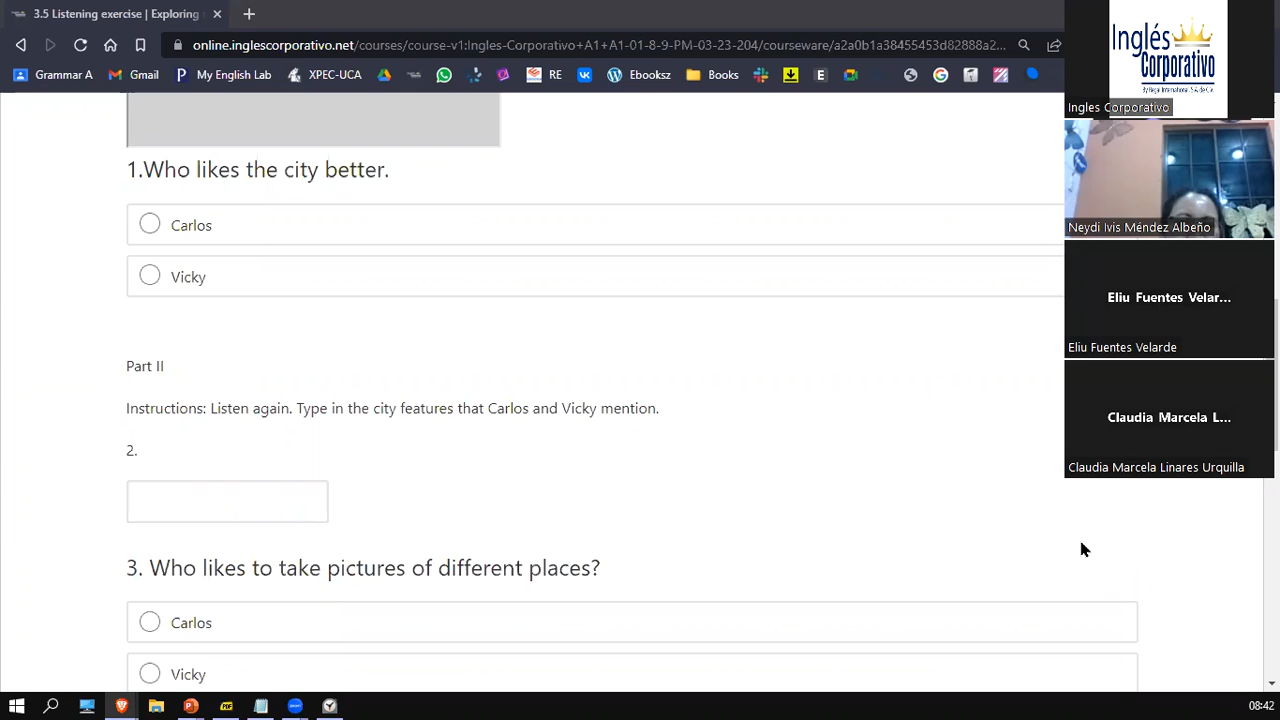 3.5 Listening exercise | Exploring
online.inglescorporativo.net/courses/course-v1:Ingles-Corporativo+A1+A1-01-8-9-PM-03-23-204/courseware/a2a0b1a38455453d82888a2...
Grammar A
Gmail
My English Lab
XPEC-UCA
RE
Ebooksz
Books
E
Inglés
Corporativo
Ingles Corporativo
Neydi Ivis Méndez Albeño
Eliu Fuentes Velar...
Eliu Fuentes Velarde
Claudia Marcela L...
Claudia Marcela Linares Urquilla
1.Who likes the city better.
Carlos
Vicky
Part II
Instructions: Listen again. Type in the city features that Carlos and Vicky mention.
2.
3. Who likes to take pictures of different places?
Carlos
Vicky
08:42